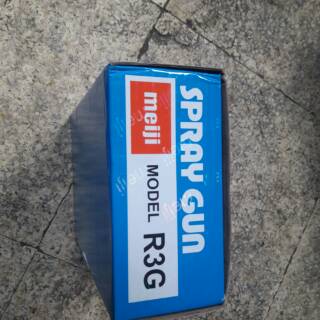 SPRAY GUN
meiji
MODEL R3G